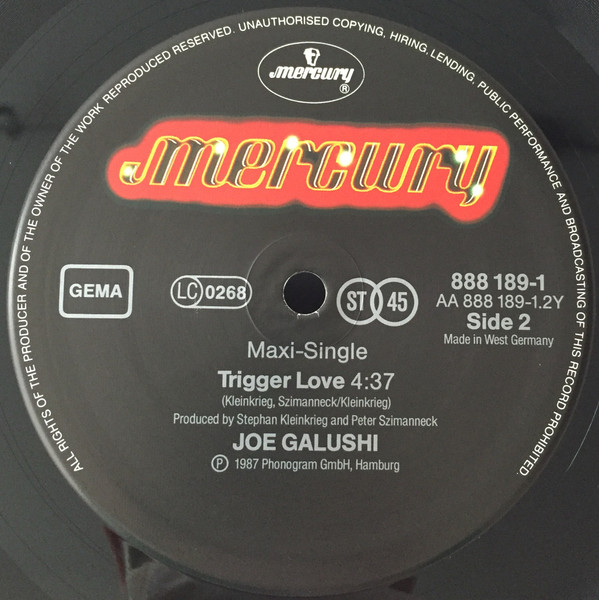 ALL RIGHTS OF THE PRODUCER AND OF THE OWNER OF THE WORK REPRODUCED RESERVED. UNAUTHORISED COPYING, HIRING, LENDING, PUBLIC PERFORMANCE AND BROADCASTING OF THIS RECORD PROHIBITED.
mercury
®
mercury
GEMA
LC 0268
ST 45
888 189-1
AA 888 189-1.2Y
Side 2
Made in West Germany
Maxi-Single
Trigger Love 4:37
(Kleinkrieg, Szimanneck/Kleinkrieg)
Produced by Stephan Kleinkrieg and Peter Szimanneck
JOE GALUSHI
℗ 1987 Phonogram GmbH, Hamburg